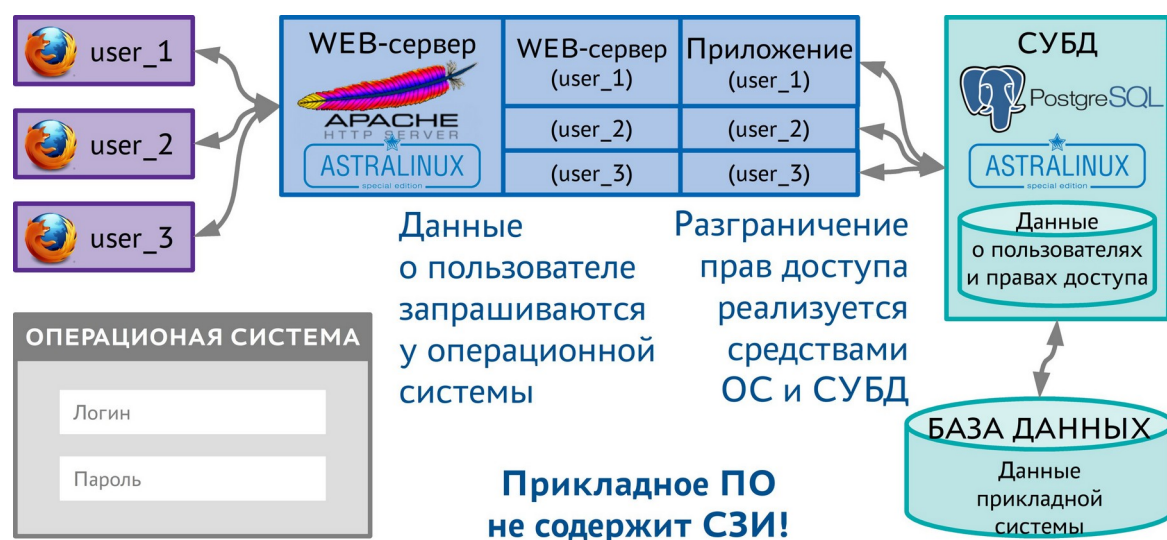 user_1
user_2
user_3
WEB-сервер
APACHE
HTTP SERVER
ASTRALINUX
special edition
WEB-сервер
(user_1)
Приложение
(user_1)
(user_2)
(user_2)
(user_3)
(user_3)
СУБД
PostgreSQL
ASTRALINUX
special edition
Данные
о пользователях
и правах доступа
Данные
о пользователе
запрашиваются
у операционной
системы
Разграничение
прав доступа
реализуется
средствами
ОС и СУБД
ОПЕРАЦИОНАЯ СИСТЕМА
Логин
Пароль
Прикладное ПО
не содержит СЗИ!
БАЗА ДАННЫХ
Данные
прикладной
системы